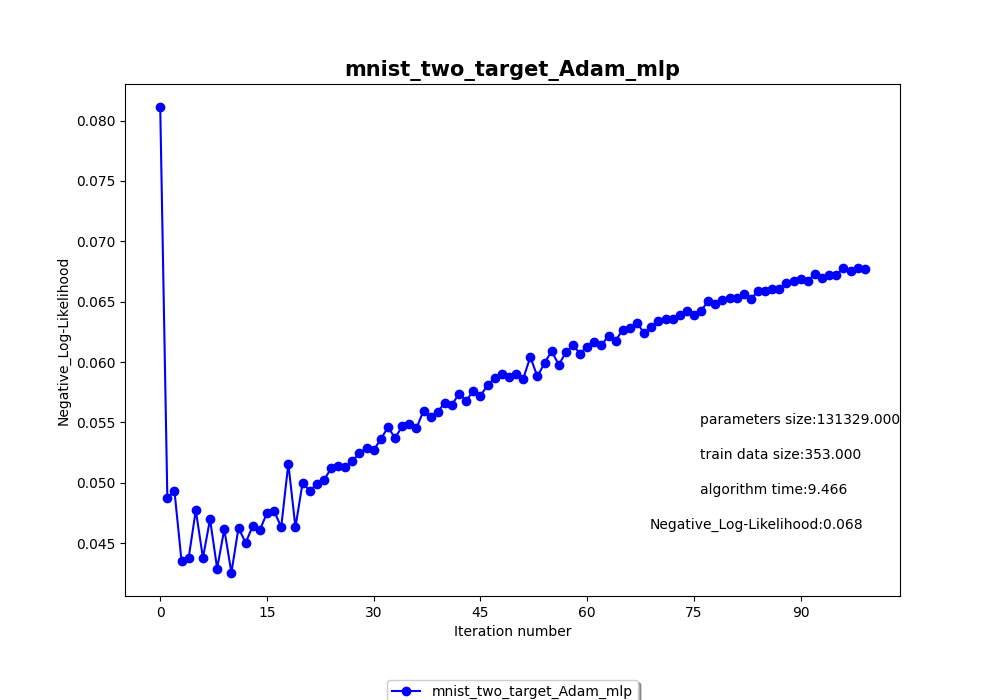 mnist_two_target_Adam_mlp
0.080
0.075
0.070
0.065
0.060
0.055
0.050
0.045
Negative_Log-Likelihood
parameters size:131329.000
train data size:353.000
algorithm time:9.466
Negative_Log-Likelihood:0.068
0 15 30 45 60 75 90
Iteration number
mnist_two_target_Adam_mlp